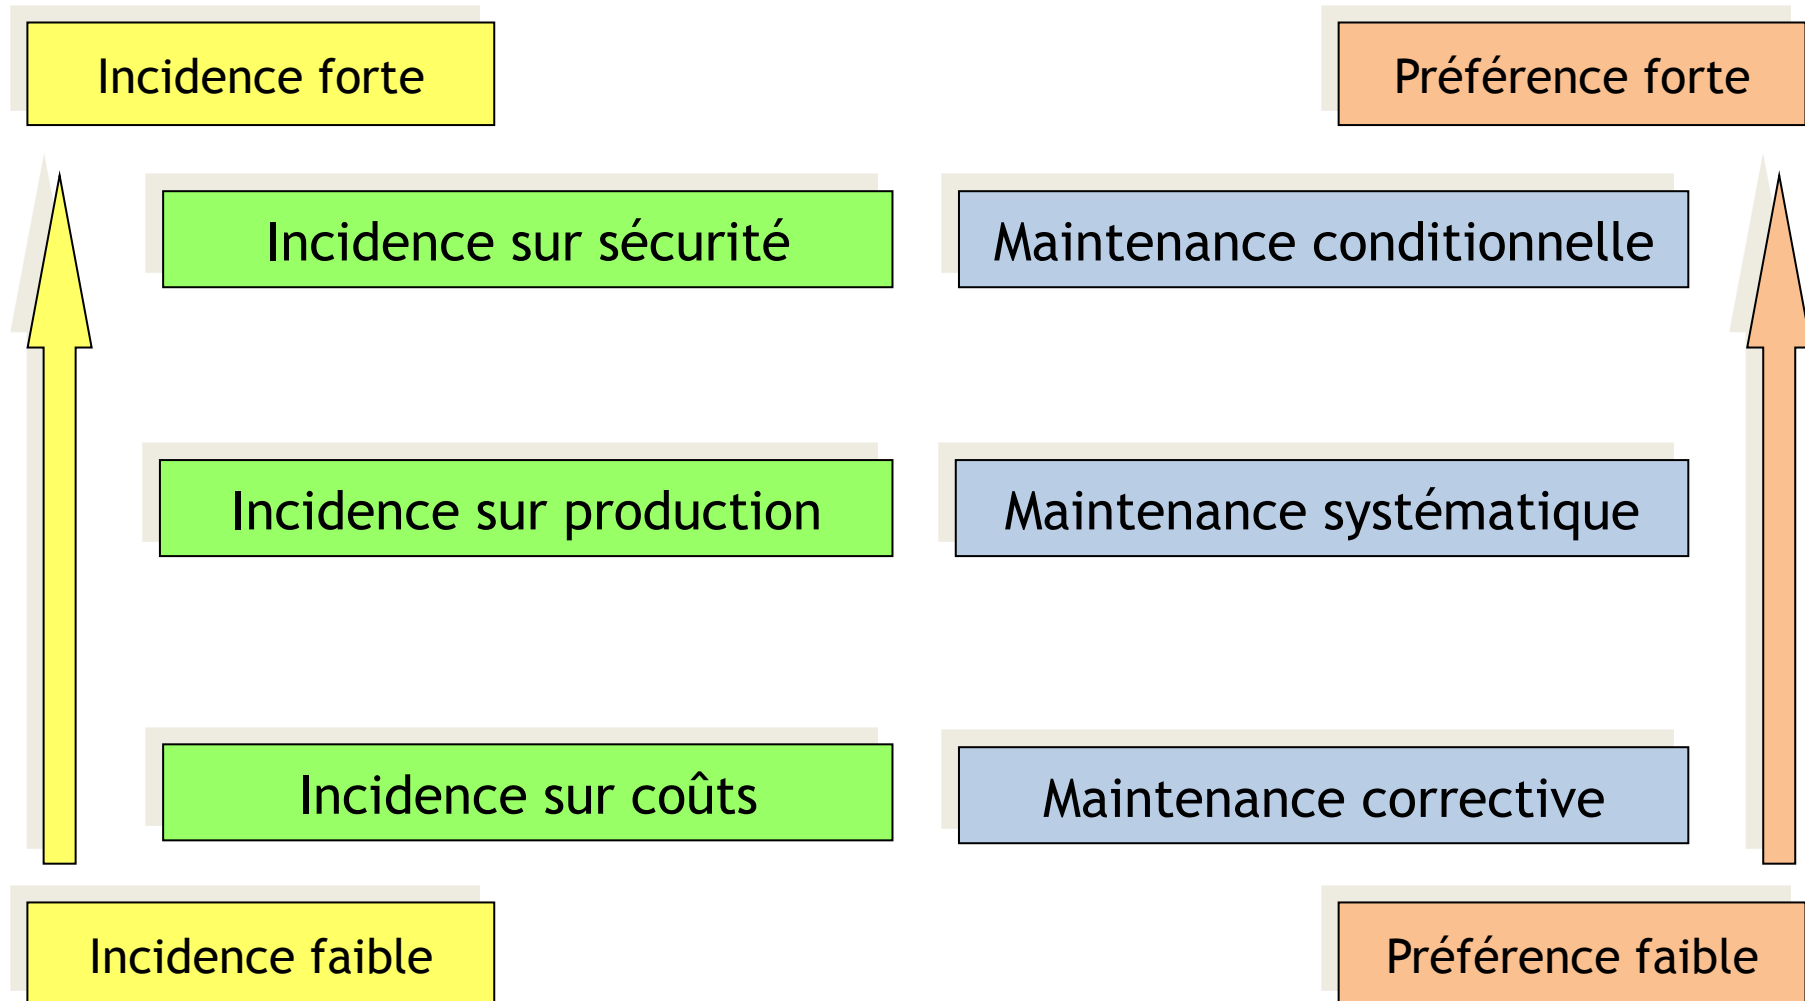 Incidence forte
Préférence forte
Incidence sur sécurité
Maintenance conditionnelle
Incidence sur production
Maintenance systématique
Incidence sur coûts
Maintenance corrective
Incidence faible
Préférence faible